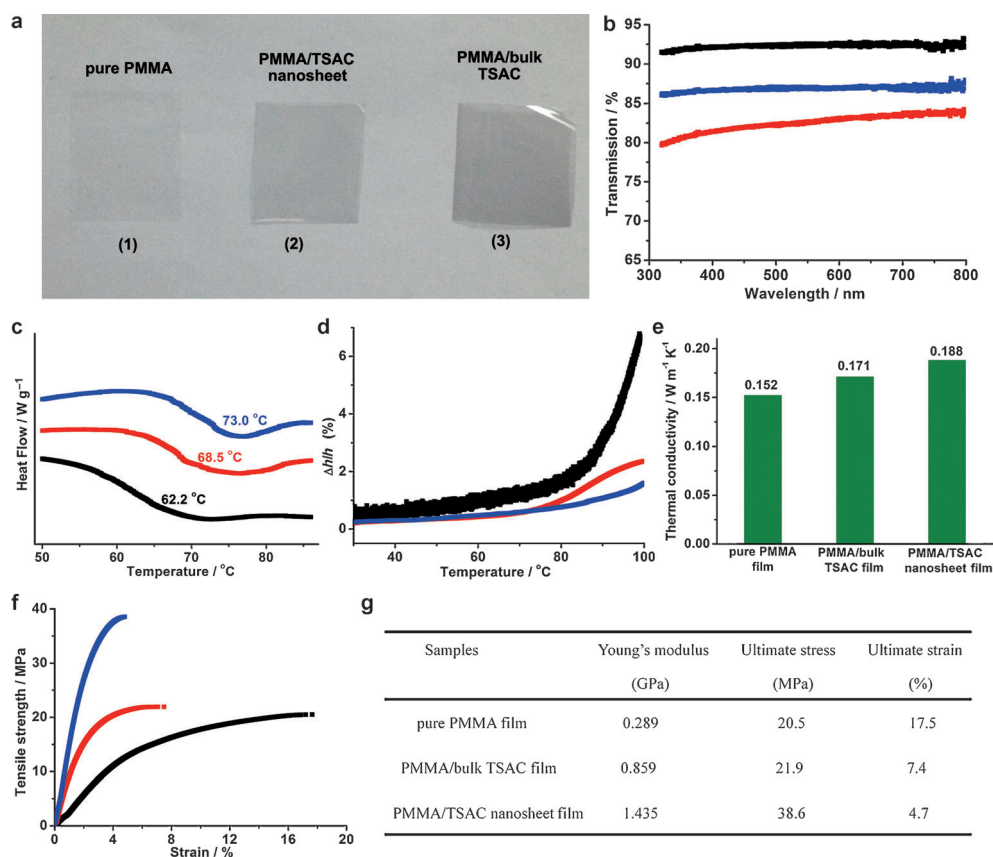 a
pure PMMA
PMMA/TSAC
nanosheet
PMMA/bulk
TSAC
(1)
(2)
(3)
b
95
90
85
80
75
70
65
Transmission / %
300 400 500 600 700 800
Wavelength / nm
c
Heat Flow / W g⁻¹
73.0 °C
68.5 °C
62.2 °C
50 60 70 80
Temperature / °C
d
Δh/h (%)
6
4
2
0
40 60 80 100
Temperature / °C
e
Thermal conductivity / W m⁻¹ K⁻¹
0.20
0.15
0.10
0.05
0.00
0.152
0.171
0.188
pure PMMA
film
PMMA/bulk
TSAC film
PMMA/TSAC
nanosheet film
f
Tensile strength / MPa
40
30
20
10
0
0 4 8 12 16 20
Strain / %
g
Samples Young's modulus Ultimate stress Ultimate strain
(GPa) (MPa) (%)
pure PMMA film 0.289 20.5 17.5
PMMA/bulk TSAC film 0.859 21.9 7.4
PMMA/TSAC nanosheet film 1.435 38.6 4.7